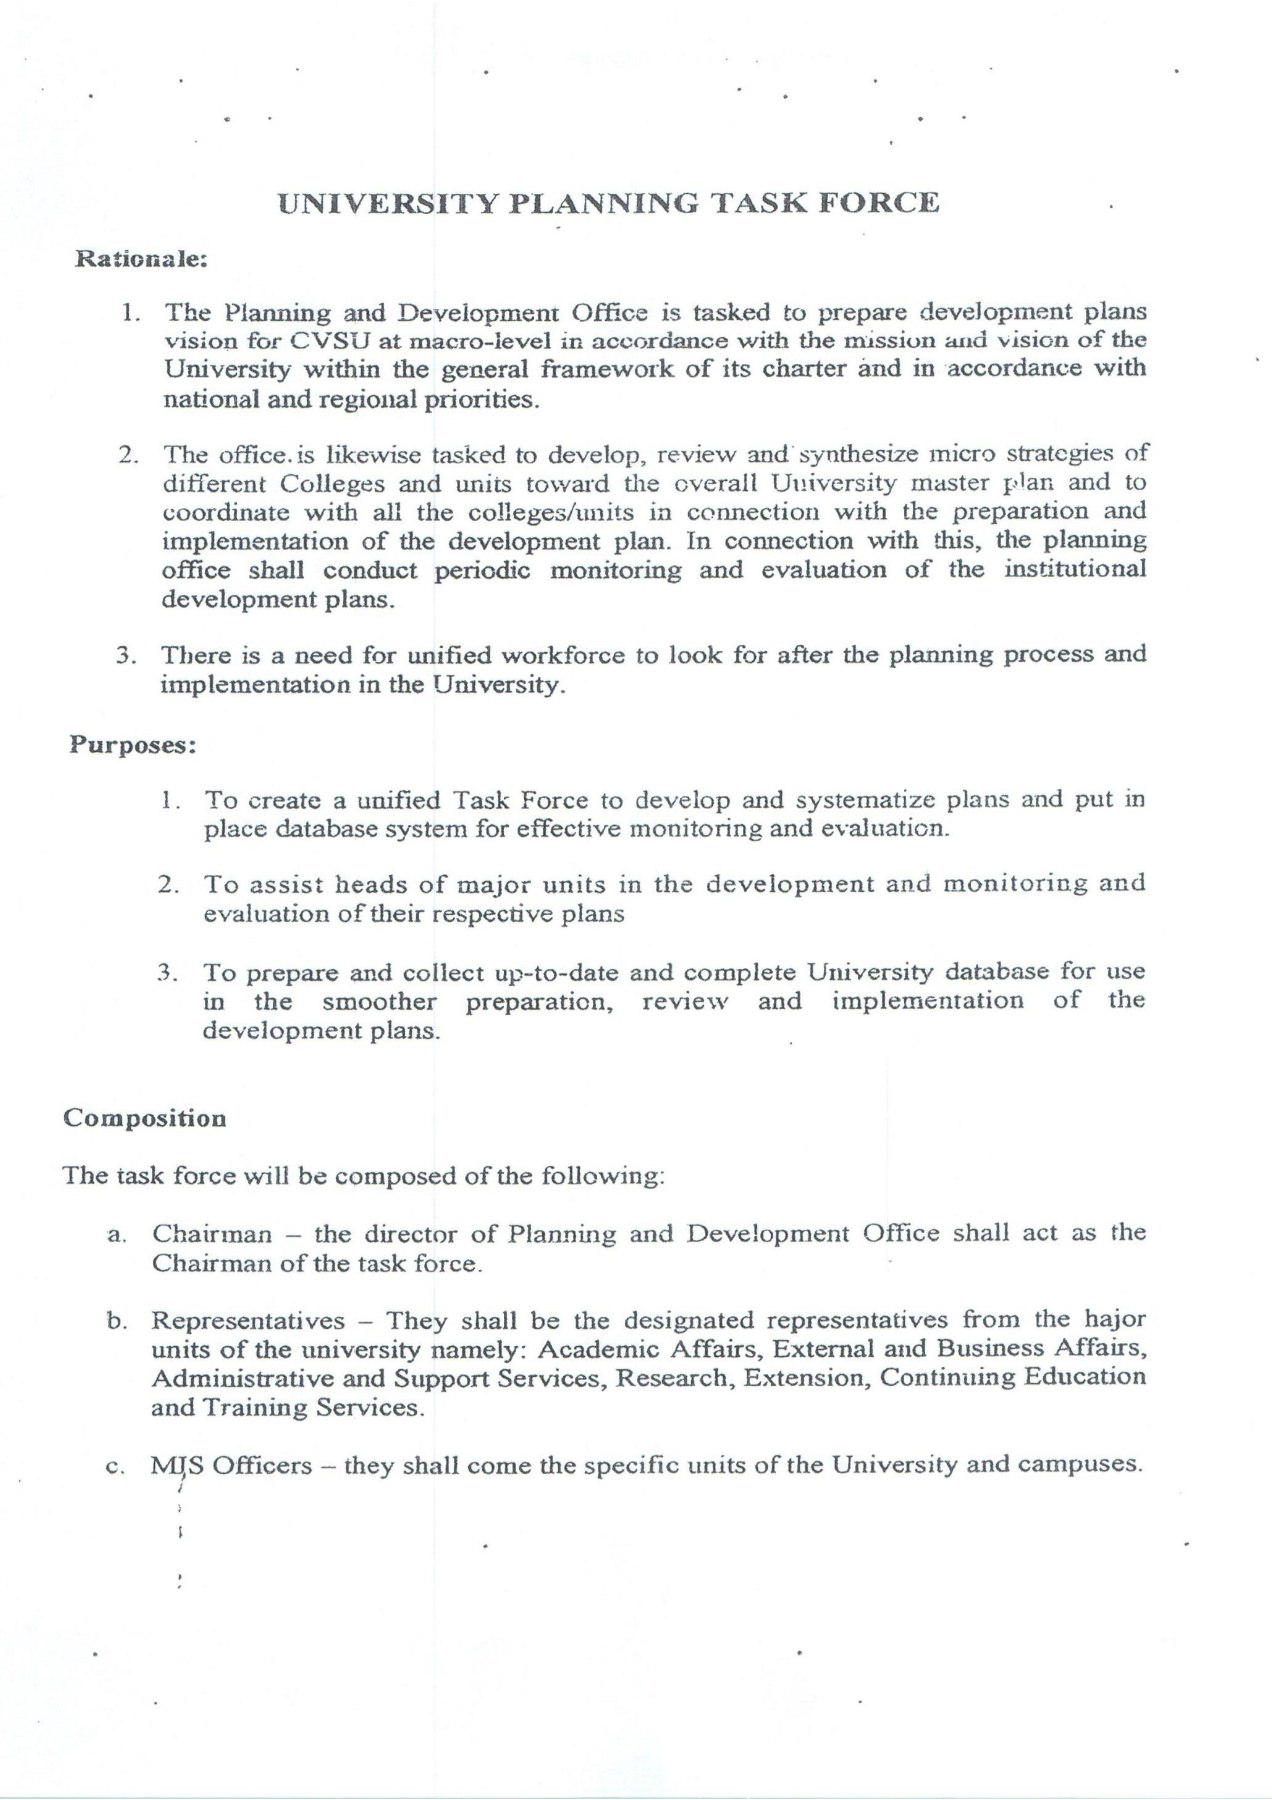 UNIVERSITY PLANNING TASK FORCE
Rationale:
1. The Planning and Development Office is tasked to prepare development plans
vision for CVSU at macro-level in accordance with the mission and vision of the
University within the general framework of its charter and in accordance with
national and regional priorities.
2. The office is likewise tasked to develop, review and synthesize micro strategies of
different Colleges and units toward the overall University master plan and to
coordinate with all the colleges/units in connection with the preparation and
implementation of the development plan. In connection with this, the planning
office shall conduct periodic monitoring and evaluation of the institutional
development plans.
3. There is a need for unified workforce to look for after the planning process and
implementation in the University.
Purposes:
1. To create a unified Task Force to develop and systematize plans and put in
place database system for effective monitoring and evaluation.
2. To assist heads of major units in the development and monitoring and
evaluation of their respective plans
3. To prepare and collect up-to-date and complete University database for use
in the smoother preparation, review and implementation of the
development plans.
Composition
The task force will be composed of the following:
a. Chairman – the director of Planning and Development Office shall act as the
Chairman of the task force.
b. Representatives – They shall be the designated representatives from the hajor
units of the university namely: Academic Affairs, External and Business Affairs,
Administrative and Support Services, Research, Extension, Continuing Education
and Training Services.
c. MIS Officers – they shall come the specific units of the University and campuses.